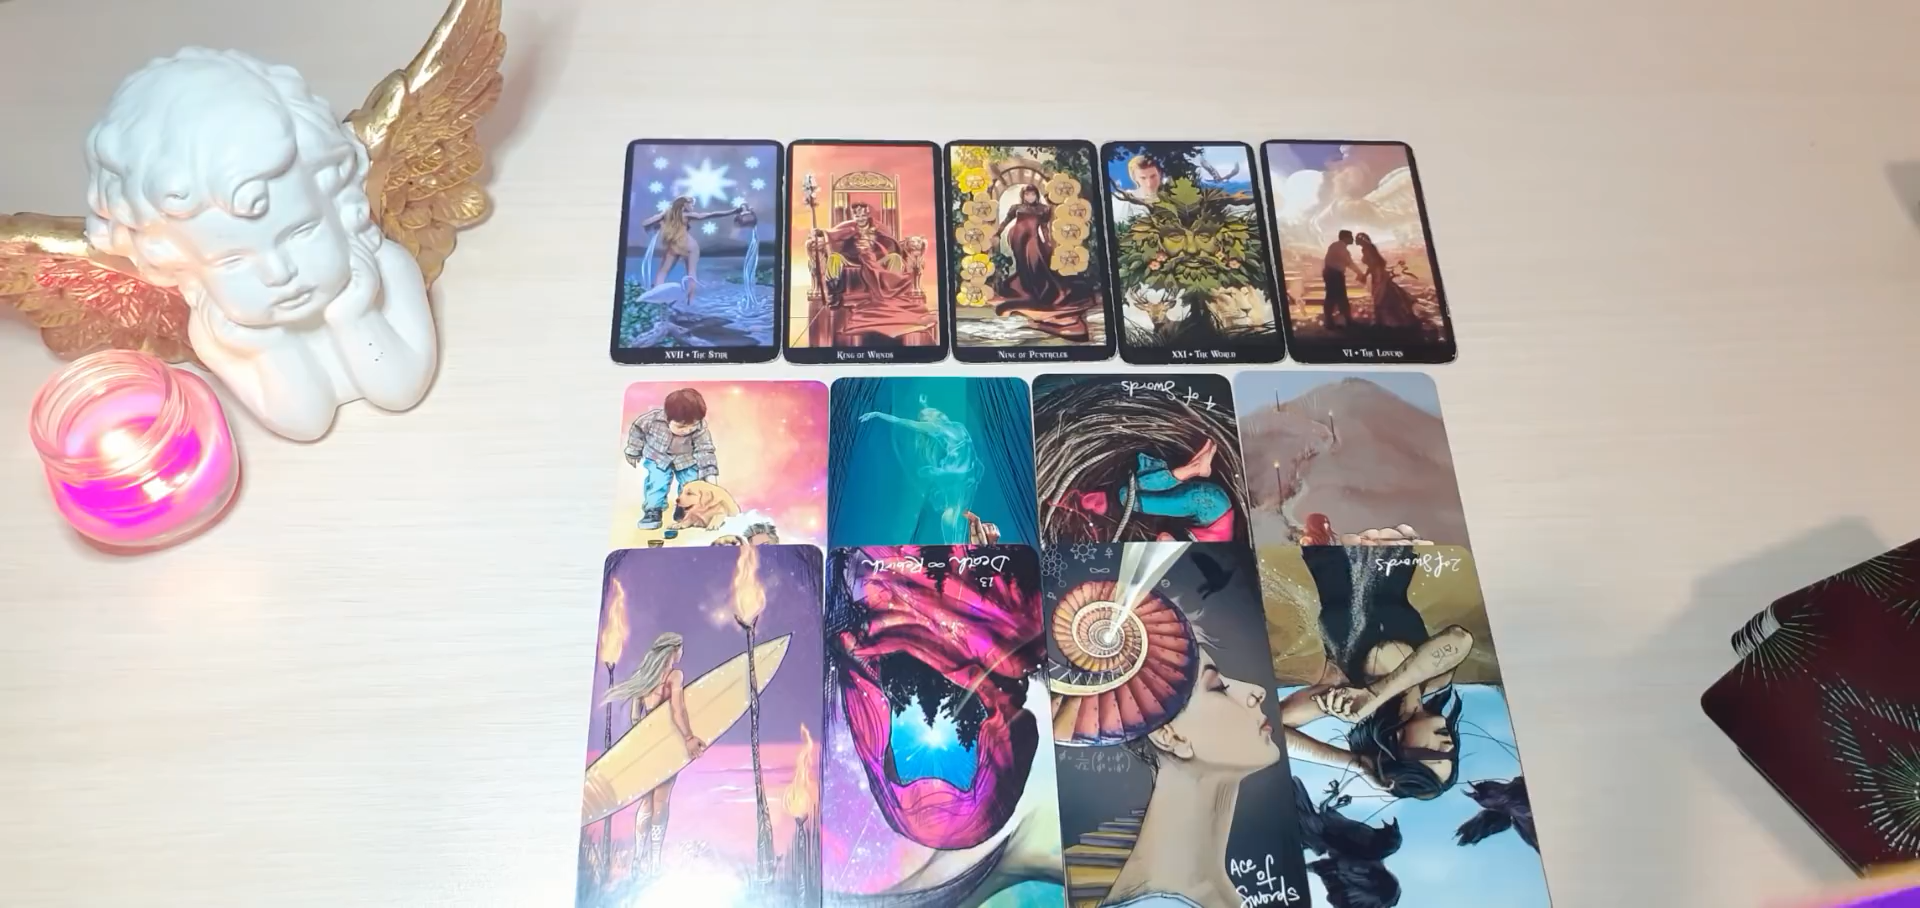 XVII • The Star
King of Wands
Nine of Pentacles
XXI • The World
VI • The Lovers
4 of Swords
13
Death ∞ Rebirth
2 of Swords
Ace
of
Swords